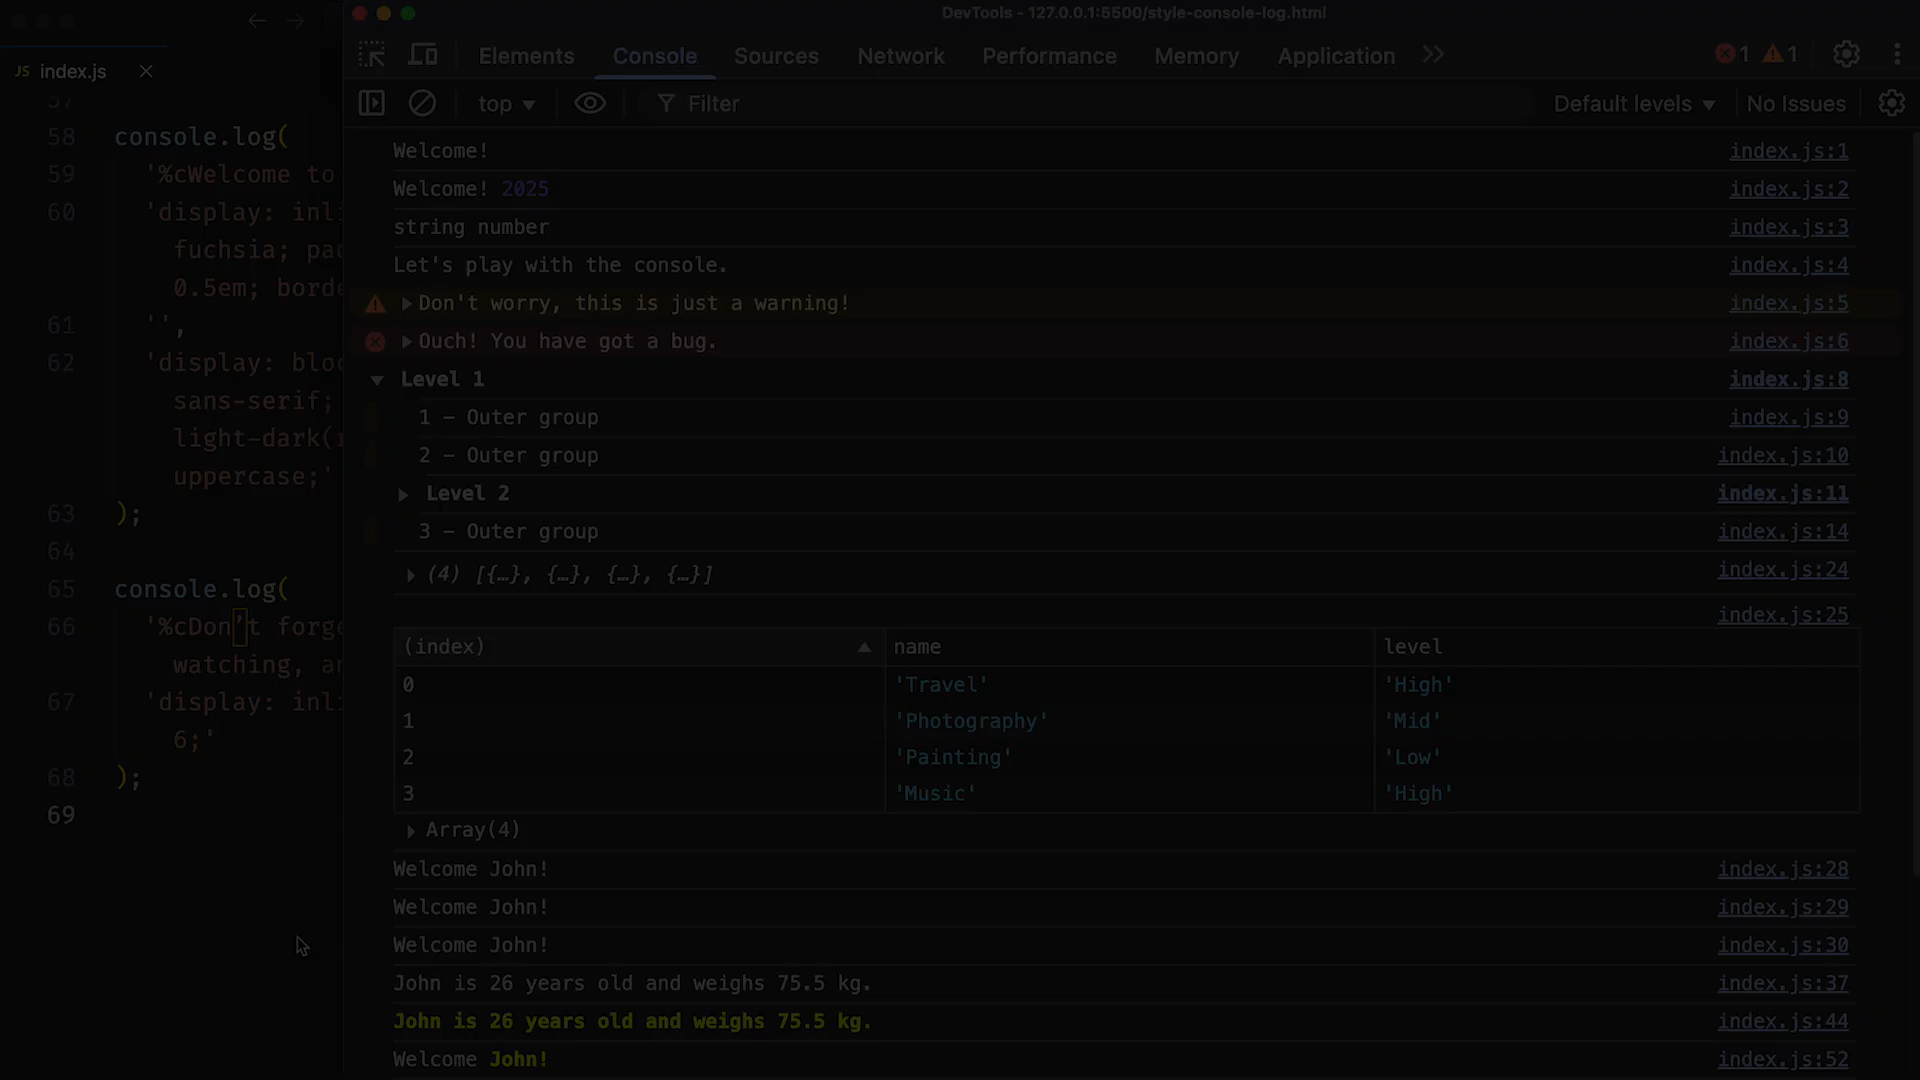 DevTools - 127.0.0.1:5500/style-console-log.html
JS index.js
Elements Console Sources Network Performance Memory Application 1 1
top Filter Default levels No Issues
57
58 console.log(
59 '%cWelcome to
60 'display: inli
fuchsia; pad
0.5em; borde
61 '',
62 'display: bloc
sans-serif;
light-dark(
uppercase;'
63 );
64
65 console.log(
66 '%cDon't forge
watching, an
67 'display: inli
6;'
68 );
69
Welcome! index.js:1
Welcome! 2025 index.js:2
string number index.js:3
Let's play with the console. index.js:4
Don't worry, this is just a warning! index.js:5
Ouch! You have got a bug. index.js:6
Level 1 index.js:8
1 – Outer group index.js:9
2 – Outer group index.js:10
Level 2 index.js:11
3 – Outer group index.js:14
(4) [{…}, {…}, {…}, {…}] index.js:24
index.js:25
(index) name level
0 'Travel' 'High'
1 'Photography' 'Mid'
2 'Painting' 'Low'
3 'Music' 'High'
Array(4)
Welcome John! index.js:28
Welcome John! index.js:29
Welcome John! index.js:30
John is 26 years old and weighs 75.5 kg. index.js:37
John is 26 years old and weighs 75.5 kg. index.js:44
Welcome John! index.js:52